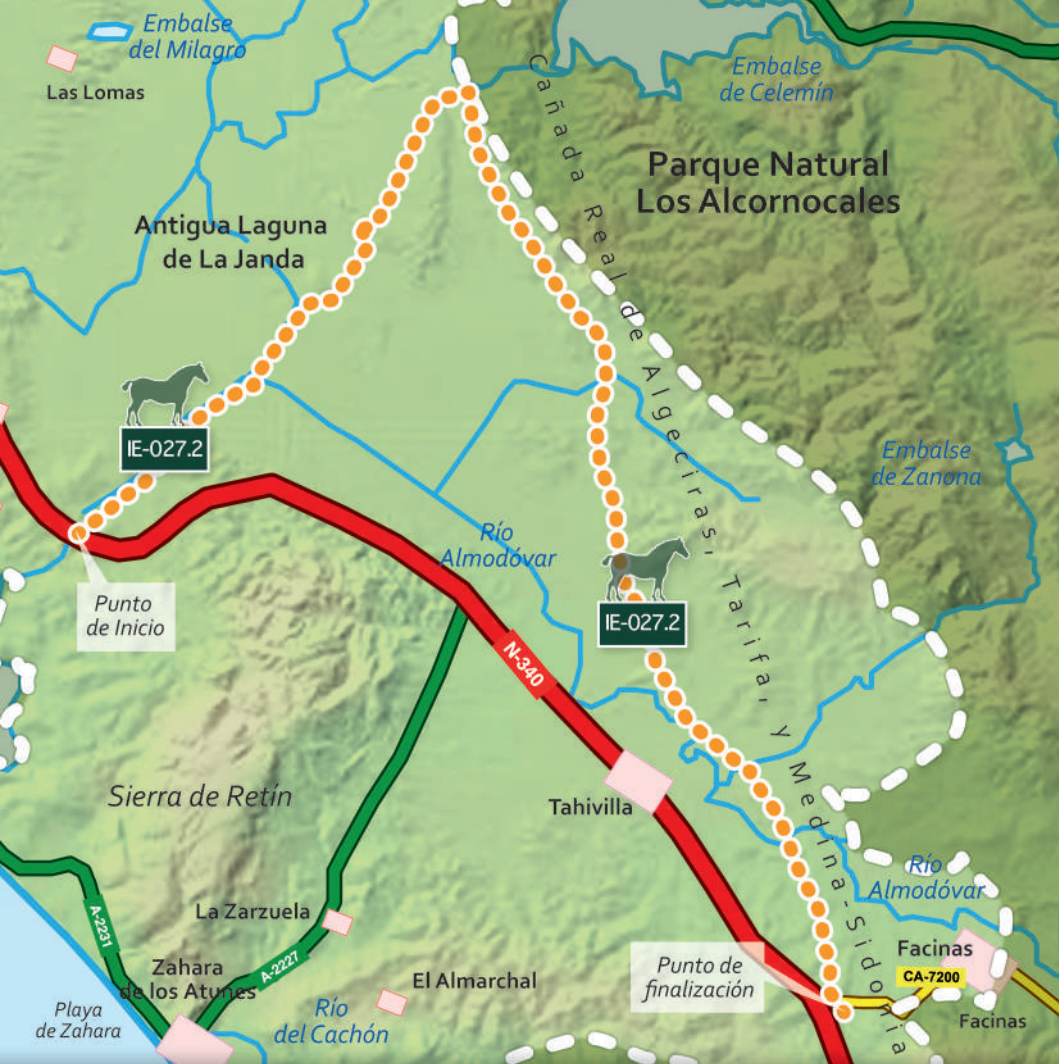 Embalse
del Milagro
Las Lomas
Embalse
de Celemín
Parque Natural
Los Alcornocales
Cañada Real de Algeciras, Tarifa, y Medina-Sidonia
Antigua Laguna
de La Janda
IE-027.2
Embalse
de Zanona
Río
Almodóvar
IE-027.2
Punto
de Inicio
N-340
Sierra de Retín
Tahivilla
Río
Almodóvar
La Zarzuela
A-2231
A-2227
Zahara
de los Atunes
El Almarchal
Punto de
finalización
Facinas
CA-7200
Playa
de Zahara
Río
del Cachón
Facinas